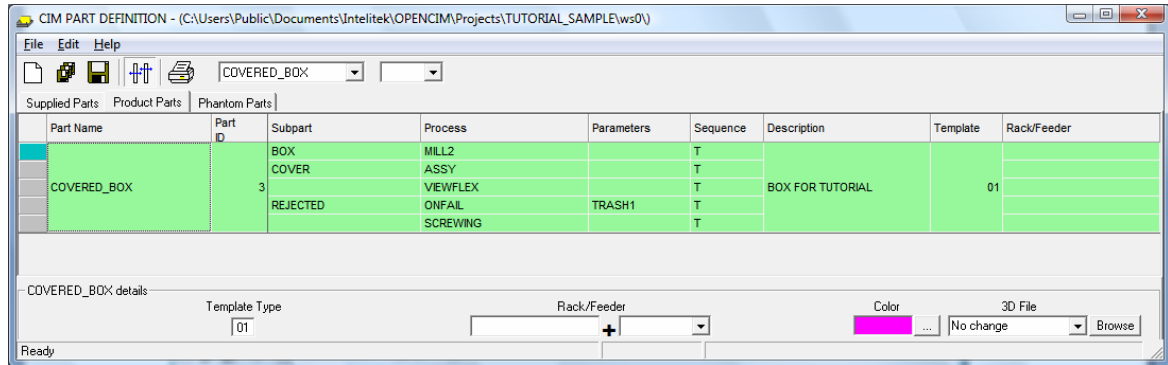 CIM PART DEFINITION - (C:\Users\Public\Documents\Intelitek\OPENCIM\Projects\TUTORIAL_SAMPLE\ws0\)
File Edit Help
COVERED_BOX
Supplied Parts Product Parts Phantom Parts
Part Name Part ID Subpart Process Parameters Sequence Description Template Rack/Feeder
BOX MILL2 T
COVER ASSY T
COVERED_BOX 3 VIEWFLEX T BOX FOR TUTORIAL 01
REJECTED ONFAIL TRASH1 T
SCREWING T
COVERED_BOX details
Template Type Rack/Feeder Color 3D File
01 + ... No change Browse
Ready